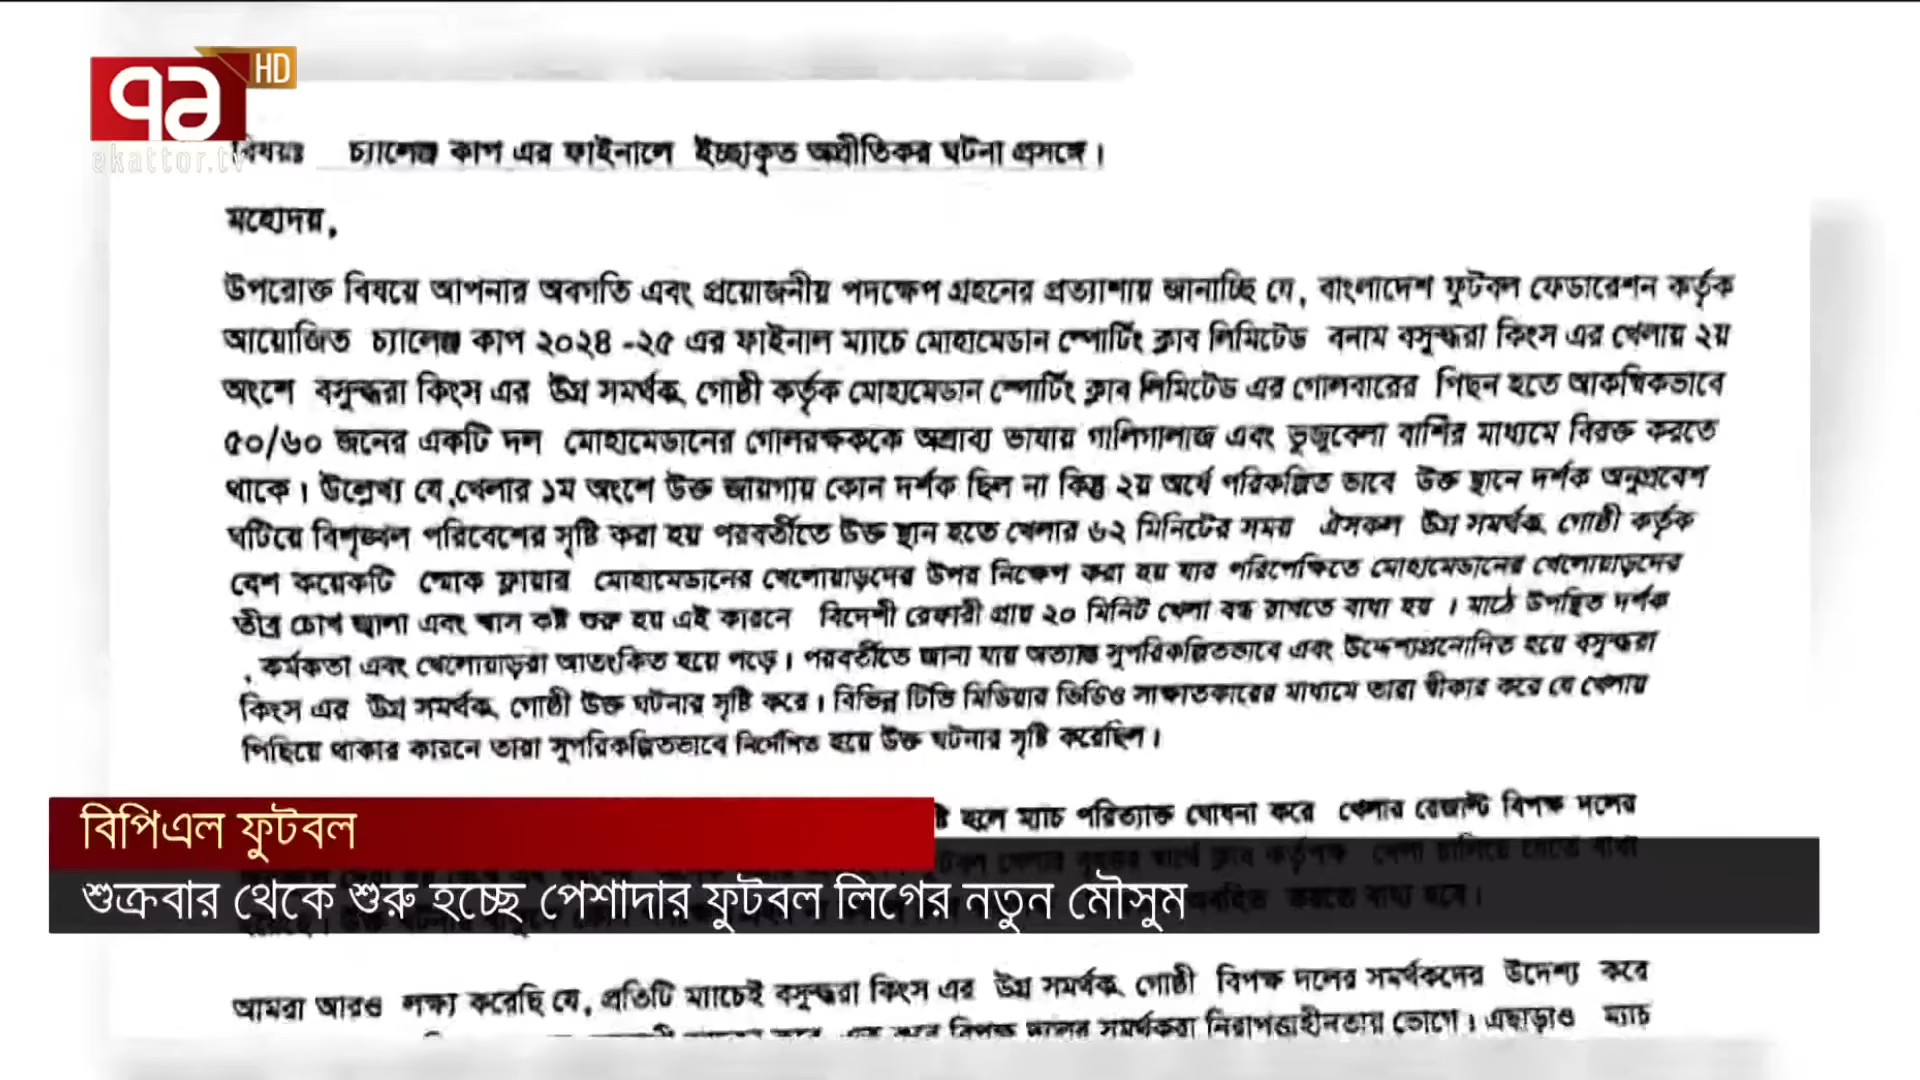 HD
৭১
ekattor.tv
বিষয়ঃ চ্যালেঞ্জ কাপ এর ফাইনালে ইচ্ছাকৃত অপ্রীতিকর ঘটনা প্রসঙ্গে।
মহোদয়,
উপরোক্ত বিষয়ে আপনার অবগতি এবং প্রয়োজনীয় পদক্ষেপ গ্রহনের প্রত্যাশায় জানাচ্ছি যে, বাংলাদেশ ফুটবল ফেডারেশন কর্তৃক
আয়োজিত চ্যালেঞ্জ কাপ ২০২৪ -২৫ এর ফাইনাল ম্যাচে মোহামেডান স্পোর্টিং ক্লাব লিমিটেড বনাম বসুন্ধরা কিংস এর খেলায় ২য়
অংশে বসুন্ধরা কিংস এর উগ্র সমর্থক গোষ্ঠী কর্তৃক মোহামেডান স্পোর্টিং ক্লাব লিমিটেড এর গোলবারের পিছন হতে আকস্মিকভাবে
৫০/৬০ জনের একটি দল মোহামেডানের গোলরক্ষককে অশ্রাব্য ভাষায় গালিগালাজ এবং ভুজুবেলা বাশির মাধ্যমে বিরক্ত করতে
থাকে। উল্লেখ্য যে,খেলার ১ম অংশে উক্ত জায়গায় কোন দর্শক ছিল না কিন্তু ২য় অর্ধে পরিকল্পিত ভাবে উক্ত স্থানে দর্শক অনুপ্রবেশ
ঘটিয়ে বিশৃঙ্খল পরিবেশের সৃষ্টি করা হয় পরবর্তীতে উক্ত স্থান হতে খেলার ৬২ মিনিটের সময় ঐসকল উগ্র সমর্থক গোষ্ঠী কর্তৃক
বেশ কয়েকটি স্মোক ফ্লায়ার মোহামেডানের খেলোয়াড়দের উপর নিক্ষেপ করা হয় যার পরিপেক্ষিতে মোহামেডানের খেলোয়াড়দের
তীব্র চোখ জ্বালা এবং শ্বাস কষ্ট শুরু হয় এই কারনে বিদেশী রেফারী প্রায় ২০ মিনিট খেলা বন্ধ রাখতে বাধ্য হয় । মাঠে উপস্থিত দর্শক
, কর্মকতা এবং খেলোয়াড়রা আতংকিত হয়ে পড়ে। পরবর্তীতে জানা যায় অত্যান্ত সুপরিকল্পিতভাবে এবং উদ্দেশ্যপ্রনোদিত হয়ে বসুন্ধরা
কিংস এর উগ্র সমর্থক গোষ্ঠী উক্ত ঘটনার সৃষ্টি করে। বিভিন্ন টিভি মিডিয়ার ভিডিও সাক্ষাতকারের মাধ্যমে তারা স্বীকার করে যে খেলায়
পিছিয়ে থাকার কারনে তারা সুপরিকল্পিতভাবে নির্দেশিত হয়ে উক্ত ঘটনার সৃষ্টি করেছিল।
হলে ম্যাচ পরিত্যাক্ত ঘোষনা করে খেলার রেজাল্ট বিপক্ষ দলের
বিপিএল ফুটবল
শুক্রবার থেকে শুরু হচ্ছে পেশাদার ফুটবল লিগের নতুন মৌসুম
অবহিত করতে বাধ্য হবে।
আমরা আরও লক্ষ্য করেছি যে, প্রতিটি ম্যাচেই বসুন্ধরা কিংস এর উগ্র সমর্থক গোষ্ঠী বিপক্ষ দলের সমর্থকদের উদেশ্য করে
বিপক্ষ দলের সমর্থকরা নিরাপত্তাহীনতায় ভোগে। এছাড়াও ম্যাচ